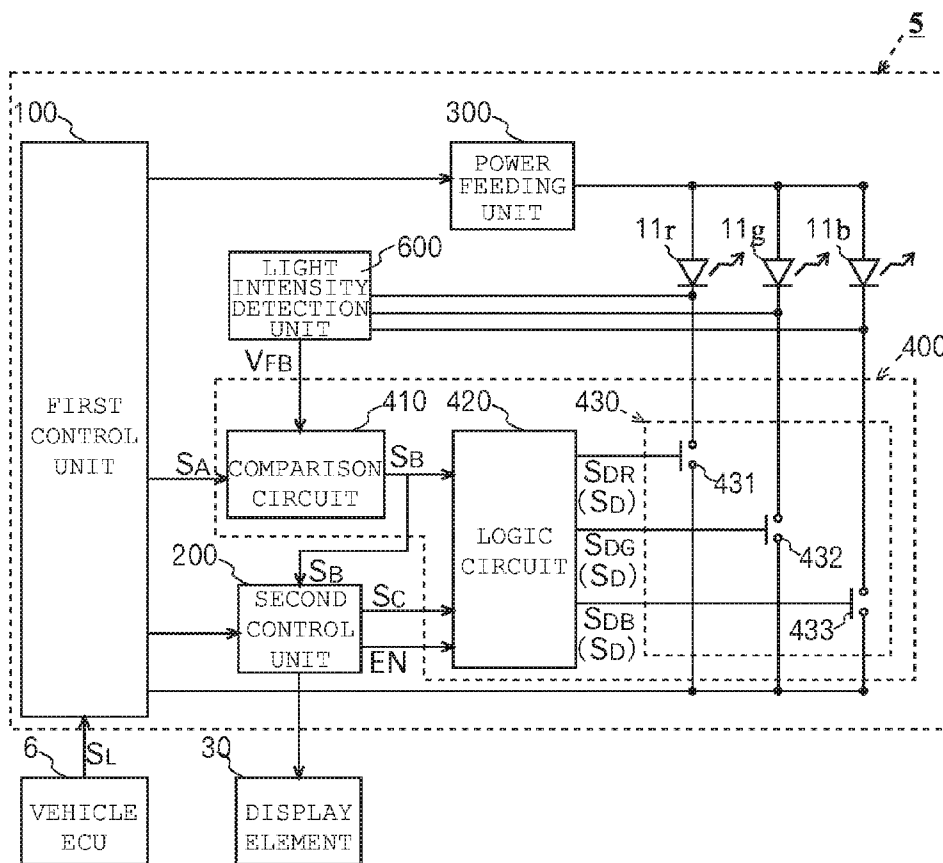 5
100
300
POWER
FEEDING
UNIT
11r
11g
11b
600
LIGHT
INTENSITY
DETECTION
UNIT
VFB
400
410
420
430
FIRST
CONTROL
UNIT
SA
COMPARISON
CIRCUIT
SB
LOGIC
CIRCUIT
SDR
(SD)
431
SDG
(SD)
432
SDB
(SD)
433
200
SB
SECOND
CONTROL
UNIT
SC
EN
6
SL
VEHICLE
ECU
30
DISPLAY
ELEMENT